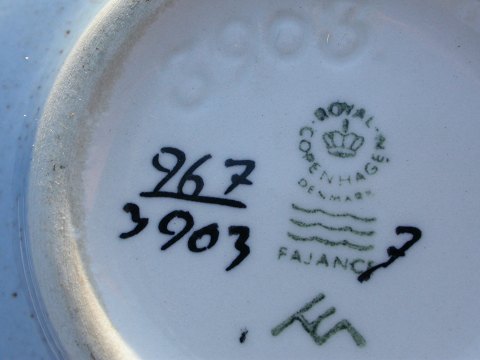 3903
ROYAL
COPENHAGEN
DENMARK
FAJANCE
967
3903
7